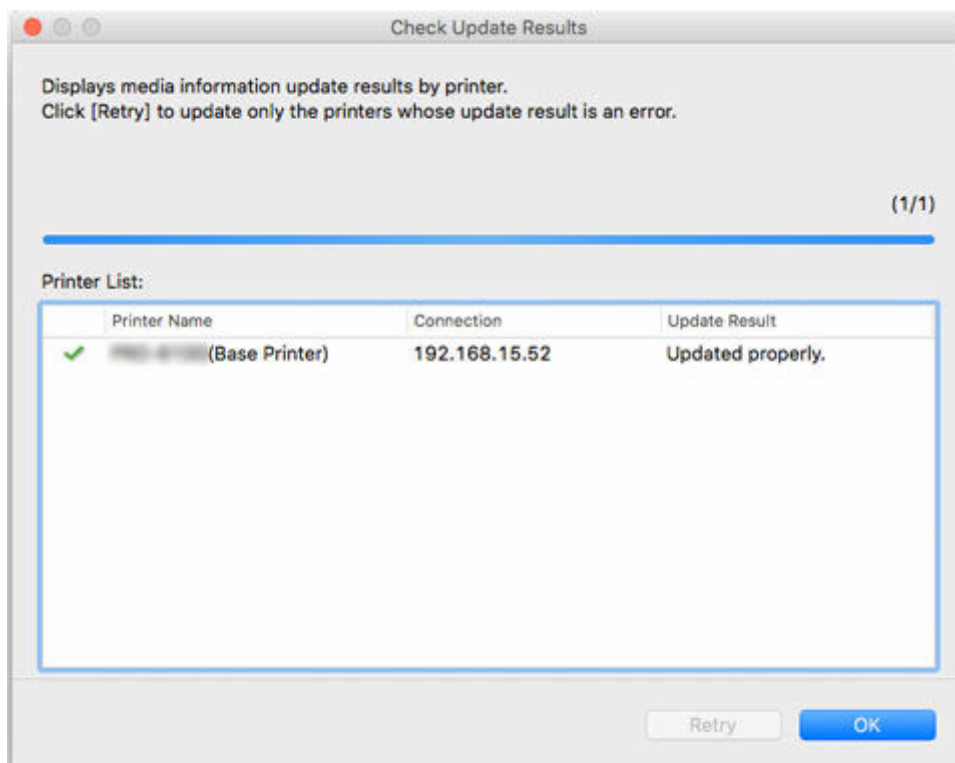 Check Update Results
Displays media information update results by printer.
Click [Retry] to update only the printers whose update result is an error.
(1/1)
Printer List:
Printer Name Connection Update Result
(Base Printer) 192.168.15.52 Updated properly.
Retry OK